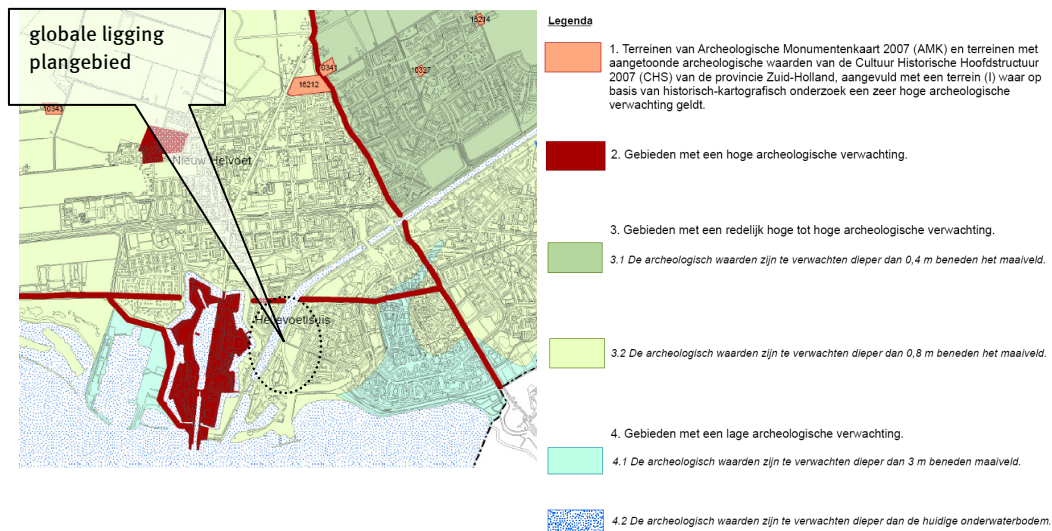 globale ligging
plangebied
16214
10341
10327
16212
10343
Nieuw Helvoet
Hellevoetsluis
Legenda
1. Terreinen van Archeologische Monumentenkaart 2007 (AMK) en terreinen met
aangetoonde archeologische waarden van de Cultuur Historische Hoofdstructuur
2007 (CHS) van de provincie Zuid-Holland, aangevuld met een terrein (I) waar op
basis van historisch-kartografisch onderzoek een zeer hoge archeologische
verwachting geldt.
2. Gebieden met een hoge archeologische verwachting.
3. Gebieden met een redelijk hoge tot hoge archeologische verwachting.
3.1 De archeologisch waarden zijn te verwachten dieper dan 0,4 m beneden het maaiveld.
3.2 De archeologisch waarden zijn te verwachten dieper dan 0,8 m beneden het maaiveld.
4. Gebieden met een lage archeologische verwachting.
4.1 De archeologisch waarden zijn te verwachten dieper dan 3 m beneden maaiveld.
4.2 De archeologisch waarden zijn te verwachten dieper dan de huidige onderwaterbodem.